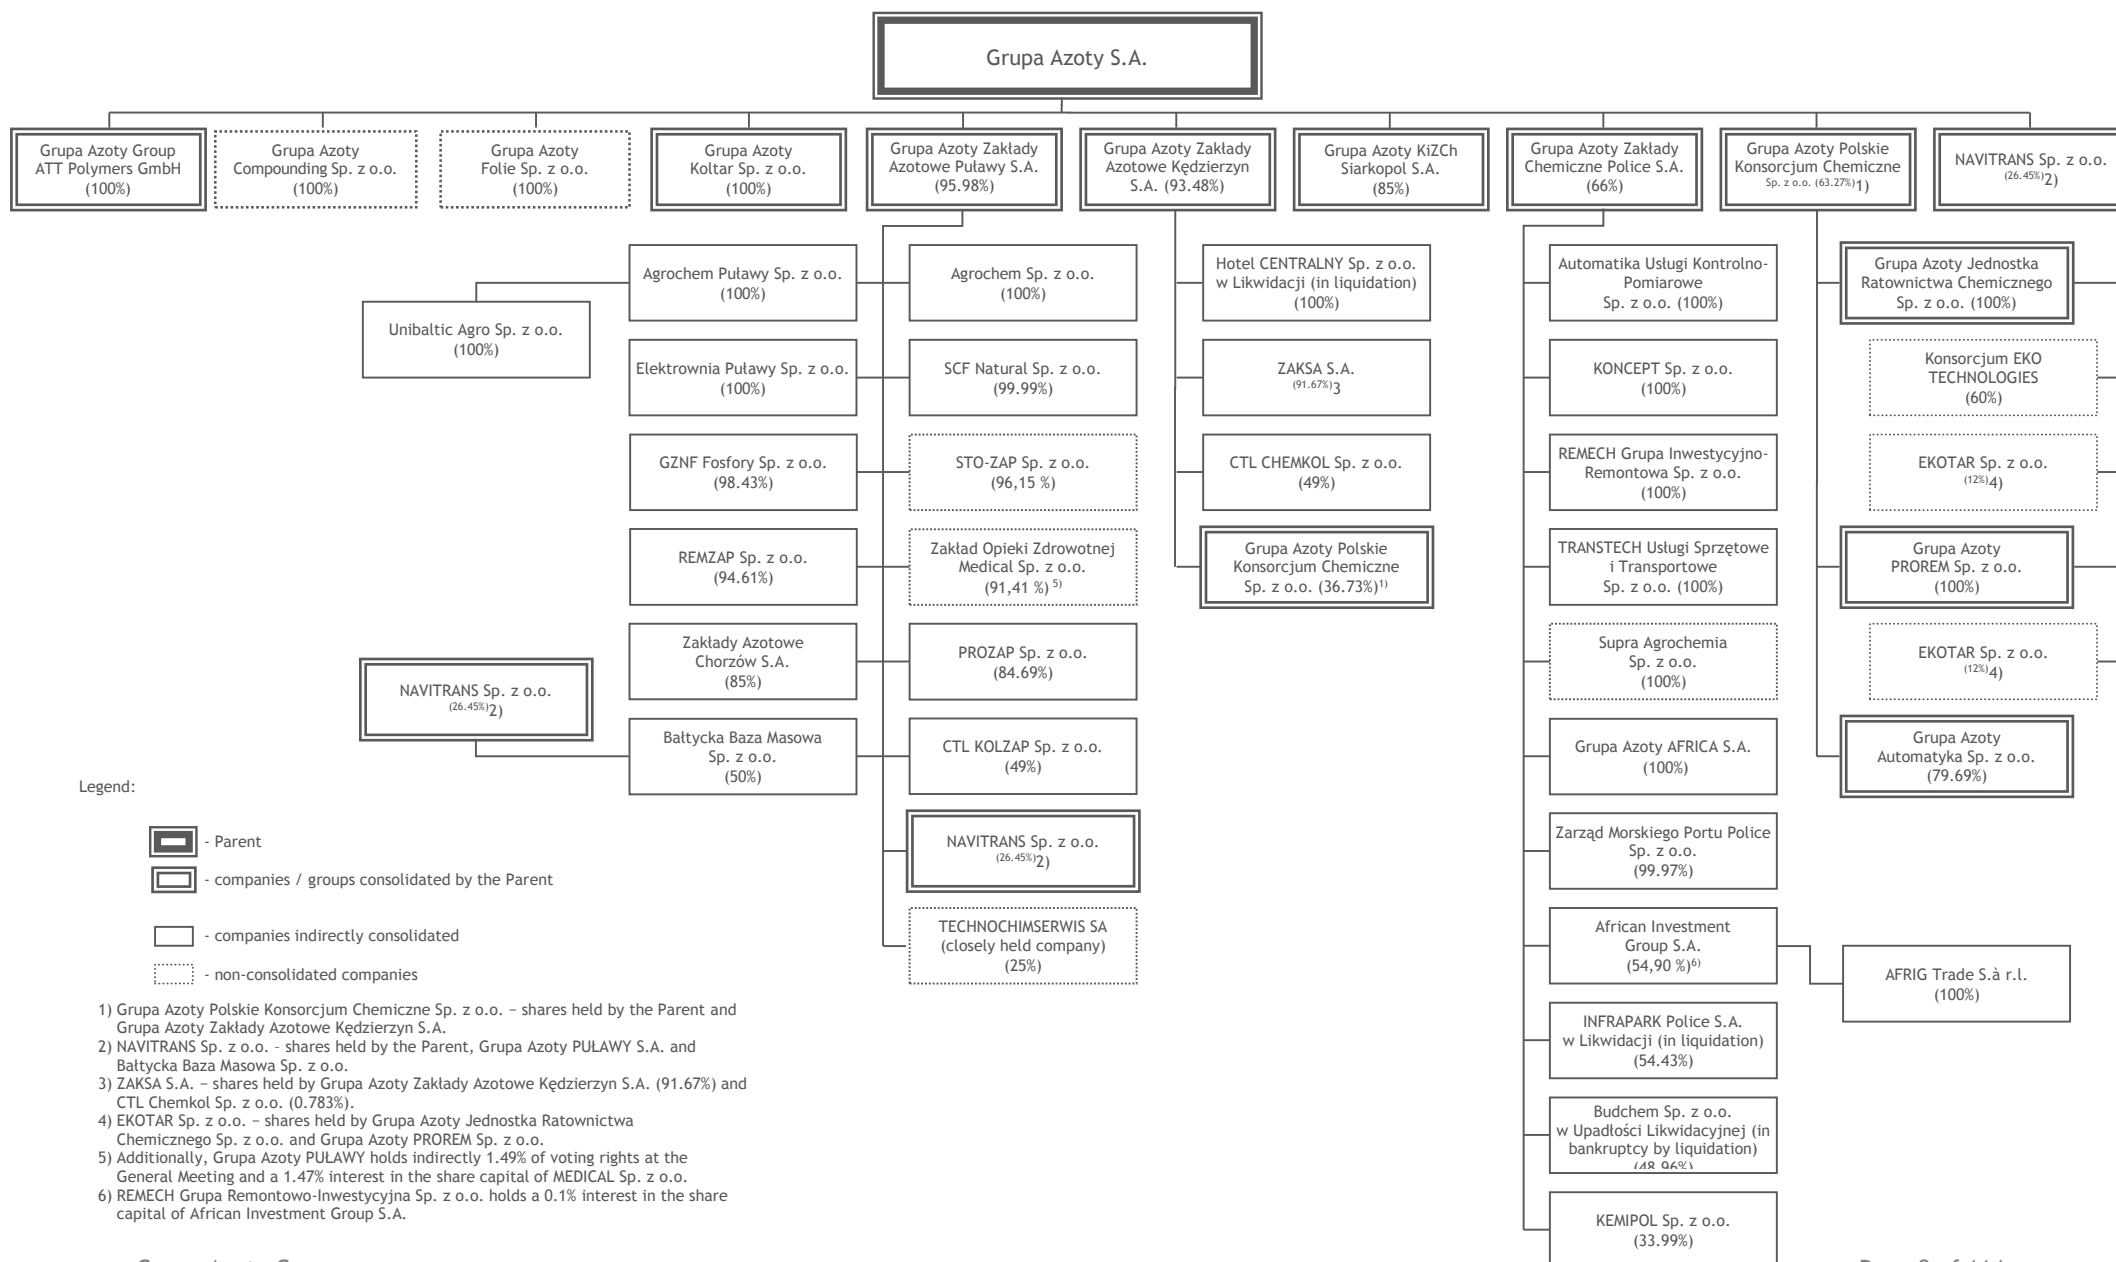 Grupa Azoty S.A.
Grupa Azoty Group
ATT Polymers GmbH
(100%)
Grupa Azoty
Compounding Sp. z o.o.
(100%)
Grupa Azoty
Folie Sp. z o.o.
(100%)
Grupa Azoty
Koltar Sp. z o.o.
(100%)
Grupa Azoty Zakłady
Azotowe Puławy S.A.
(95.98%)
Grupa Azoty Zakłady
Azotowe Kędzierzyn
S.A. (93.48%)
Grupa Azoty KiZCh
Siarkopol S.A.
(85%)
Grupa Azoty Zakłady
Chemiczne Police S.A.
(66%)
Grupa Azoty Polskie
Konsorcjum Chemiczne
Sp. z o.o. (63.27%)1)
NAVITRANS Sp. z o.o.
(26.45%)2)
Unibaltic Agro Sp. z o.o.
(100%)
NAVITRANS Sp. z o.o.
(26.45%)2)
Agrochem Puławy Sp. z o.o.
(100%)
Elektrownia Puławy Sp. z o.o.
(100%)
GZNF Fosfory Sp. z o.o.
(98.43%)
REMZAP Sp. z o.o.
(94.61%)
Zakłady Azotowe
Chorzów S.A.
(85%)
Bałtycka Baza Masowa
Sp. z o.o.
(50%)
Agrochem Sp. z o.o.
(100%)
SCF Natural Sp. z o.o.
(99.99%)
STO-ZAP Sp. z o.o.
(96,15 %)
Zakład Opieki Zdrowotnej
Medical Sp. z o.o.
(91,41 %) 5)
PROZAP Sp. z o.o.
(84.69%)
CTL KOLZAP Sp. z o.o.
(49%)
NAVITRANS Sp. z o.o.
(26.45%)2)
TECHNOCHIMSERWIS SA
(closely held company)
(25%)
Hotel CENTRALNY Sp. z o.o.
w Likwidacji (in liquidation)
(100%)
ZAKSA S.A.
(91.67%)3
CTL CHEMKOL Sp. z o.o.
(49%)
Grupa Azoty Polskie
Konsorcjum Chemiczne
Sp. z o.o. (36.73%)1)
Automatika Usługi Kontrolno-
Pomiarowe
Sp. z o.o. (100%)
KONCEPT Sp. z o.o.
(100%)
REMECH Grupa Inwestycyjno-
Remontowa Sp. z o.o.
(100%)
TRANSTECH Usługi Sprzętowe
i Transportowe
Sp. z o.o. (100%)
Supra Agrochemia
Sp. z o.o.
(100%)
Grupa Azoty AFRICA S.A.
(100%)
Zarząd Morskiego Portu Police
Sp. z o.o.
(99.97%)
African Investment
Group S.A.
(54,90 %)6)
INFRAPARK Police S.A.
w Likwidacji (in liquidation)
(54.43%)
Budchem Sp. z o.o.
w Upadłości Likwidacyjnej (in
bankruptcy by liquidation)
(48.96%)
KEMIPOL Sp. z o.o.
(33.99%)
Grupa Azoty Jednostka
Ratownictwa Chemicznego
Sp. z o.o. (100%)
Konsorcjum EKO
TECHNOLOGIES
(60%)
EKOTAR Sp. z o.o.
(12%)4)
Grupa Azoty
PROREM Sp. z o.o.
(100%)
EKOTAR Sp. z o.o.
(12%)4)
Grupa Azoty
Automatyka Sp. z o.o.
(79.69%)
AFRIG Trade S.à r.l.
(100%)
Legend:
- Parent
- companies / groups consolidated by the Parent
- companies indirectly consolidated
- non-consolidated companies
1) Grupa Azoty Polskie Konsorcjum Chemiczne Sp. z o.o. – shares held by the Parent and
Grupa Azoty Zakłady Azotowe Kędzierzyn S.A.
2) NAVITRANS Sp. z o.o. - shares held by the Parent, Grupa Azoty PUŁAWY S.A. and
Bałtycka Baza Masowa Sp. z o.o.
3) ZAKSA S.A. – shares held by Grupa Azoty Zakłady Azotowe Kędzierzyn S.A. (91.67%) and
CTL Chemkol Sp. z o.o. (0.783%).
4) EKOTAR Sp. z o.o. – shares held by Grupa Azoty Jednostka Ratownictwa
Chemicznego Sp. z o.o. and Grupa Azoty PROREM Sp. z o.o.
5) Additionally, Grupa Azoty PUŁAWY holds indirectly 1.49% of voting rights at the
General Meeting and a 1.47% interest in the share capital of MEDICAL Sp. z o.o.
6) REMECH Grupa Remontowo-Inwestycyjna Sp. z o.o. holds a 0.1% interest in the share
capital of African Investment Group S.A.